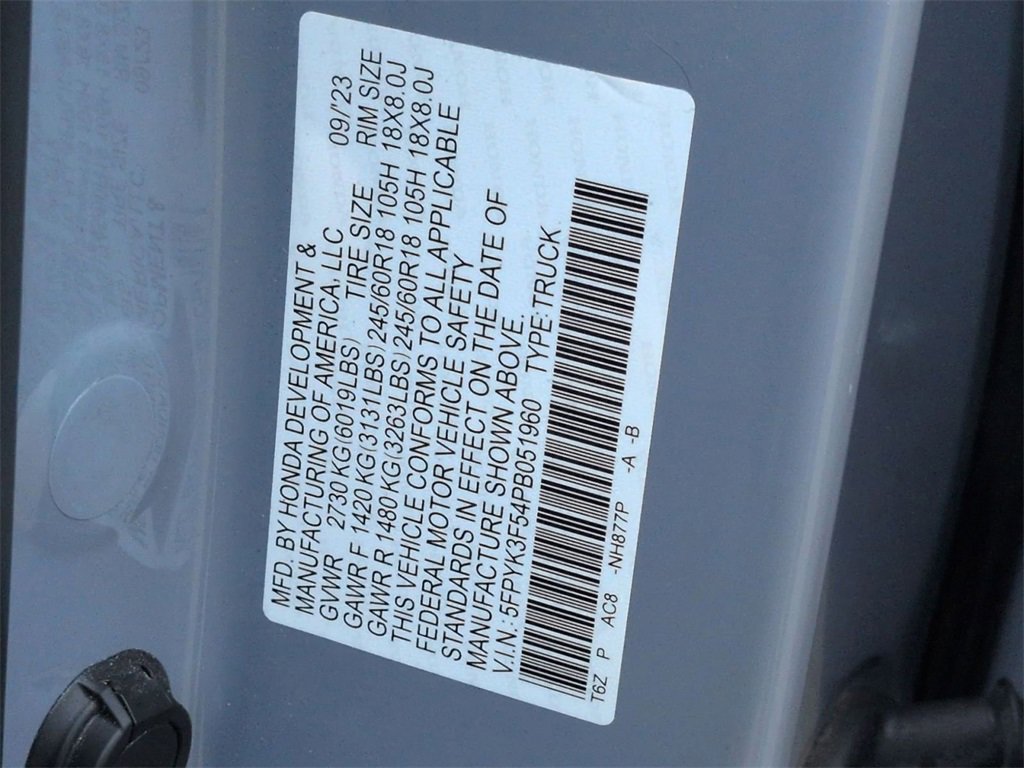 MFD. BY HONDA DEVELOPMENT &
MANUFACTURING OF AMERICA, LLC 09/'23
GVWR 2730 KG(6019LBS) TIRE SIZE RIM SIZE
GAWR F 1420 KG(3131LBS) 245/60R18 105H 18X8.0J
GAWR R 1480 KG(3263LBS) 245/60R18 105H 18X8.0J
THIS VEHICLE CONFORMS TO ALL APPLICABLE
FEDERAL MOTOR VEHICLE SAFETY
STANDARDS IN EFFECT ON THE DATE OF
MANUFACTURE SHOWN ABOVE.
V.I.N.: 5FPYK3F54PB051960 TYPE: TRUCK
T6Z P AC8 -NH877P -A -B